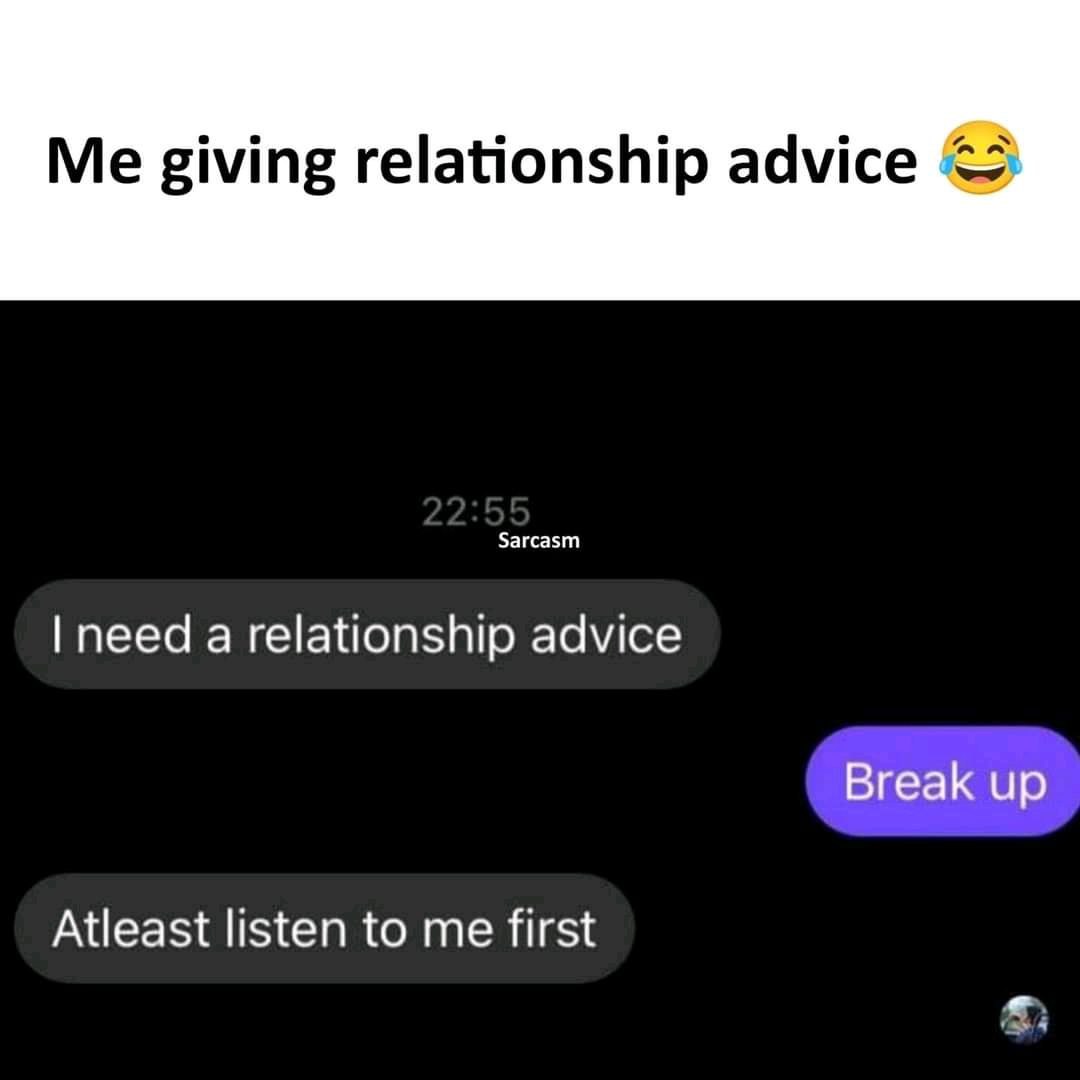 Me giving relationship advice 😂
22:55
Sarcasm
I need a relationship advice
Break up
Atleast listen to me first